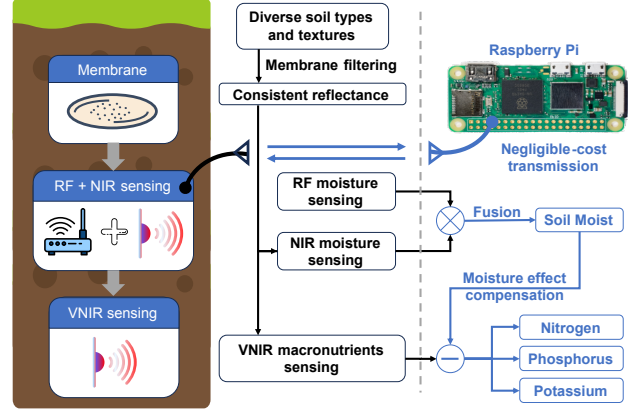 Membrane
RF + NIR sensing
VNIR sensing
Diverse soil types
and textures
Membrane filtering
Consistent reflectance
RF moisture
sensing
NIR moisture
sensing
VNIR macronutrients
sensing
Raspberry Pi
Negligible-cost
transmission
Fusion
Soil Moist
Moisture effect
compensation
Nitrogen
Phosphorus
Potassium